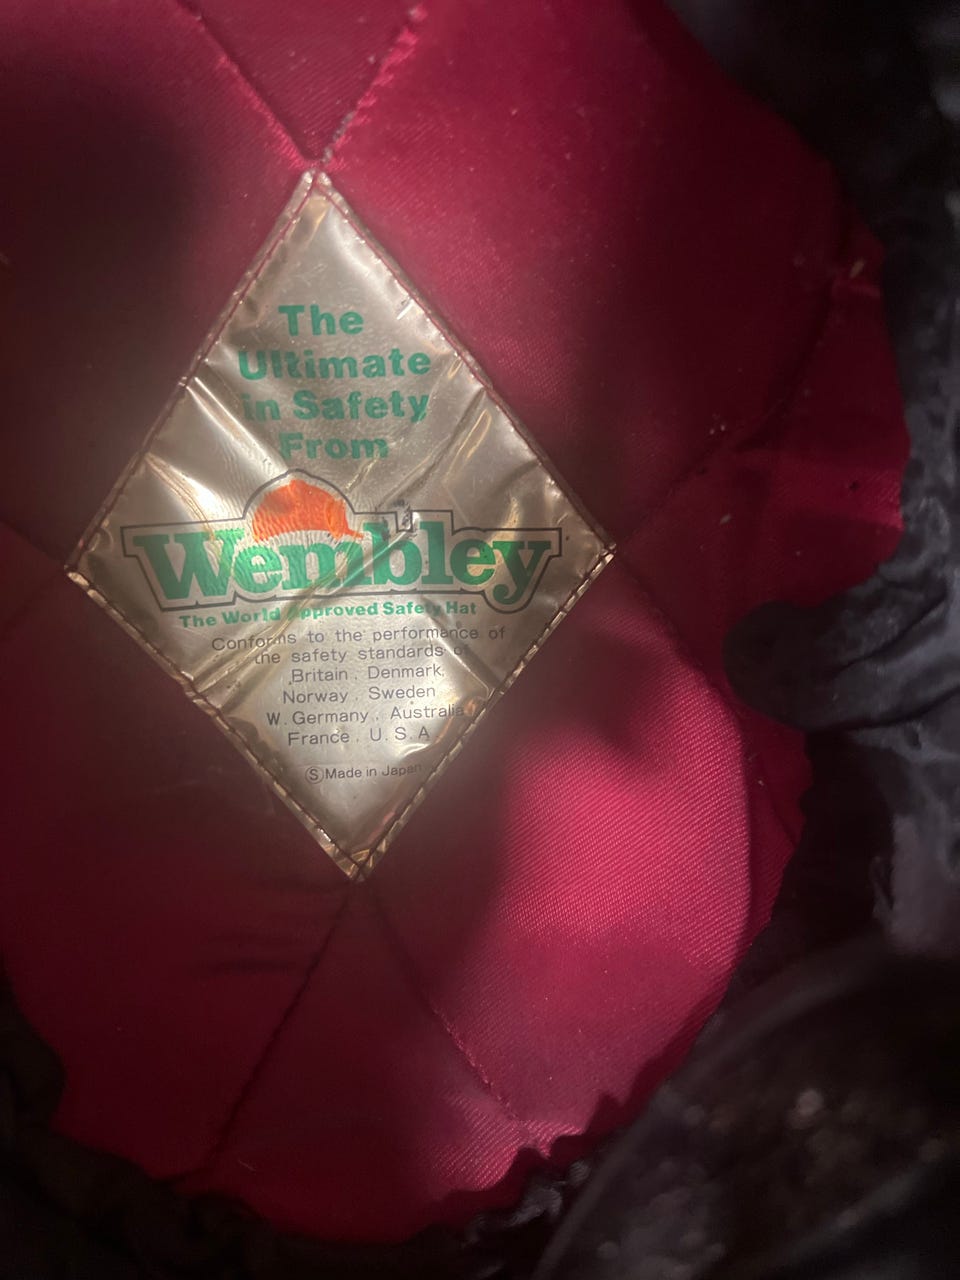 The
Ultimate
in Safety
From
Wembley
The World Approved Safety Hat
Conforms to the performance of
the safety standards of
Britain . Denmark.
Norway . Sweden
W. Germany . Australia
France . U. S. A
Ⓢ Made in Japan